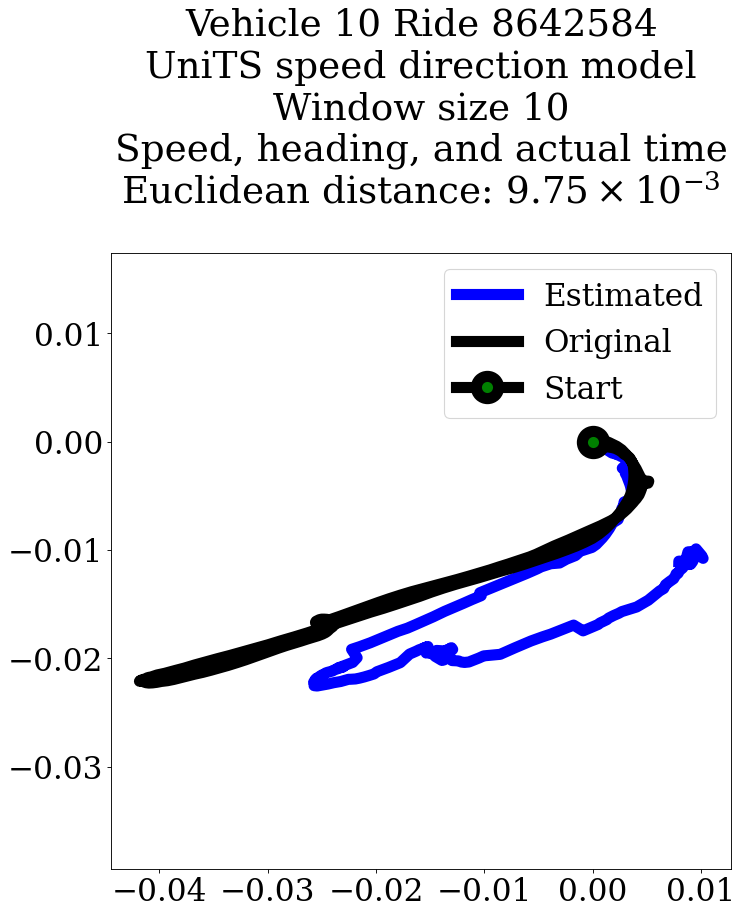 Vehicle 10 Ride 8642584
UniTS speed direction model
Window size 10
Speed, heading, and actual time
Euclidean distance: 9.75 × 10⁻³
Estimated
Original
Start
0.01
0.00
−0.01
−0.02
−0.03
−0.04 −0.03 −0.02 −0.01 0.00 0.01